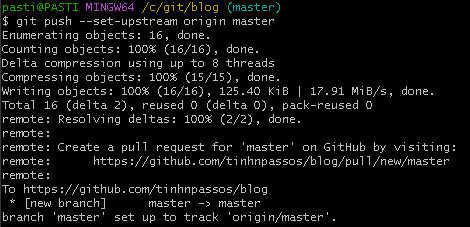 pasti@PASTI MINGW64 /c/git/blog (master)
$ git push --set-upstream origin master
Enumerating objects: 16, done.
Counting objects: 100% (16/16), done.
Delta compression using up to 8 threads
Compressing objects: 100% (15/15), done.
Writing objects: 100% (16/16), 125.40 KiB | 17.91 MiB/s, done.
Total 16 (delta 2), reused 0 (delta 0), pack-reused 0
remote: Resolving deltas: 100% (2/2), done.
remote:
remote: Create a pull request for 'master' on GitHub by visiting:
remote:      https://github.com/tinhnpassos/blog/pull/new/master
remote:
To https://github.com/tinhnpassos/blog
 * [new branch]      master -> master
branch 'master' set up to track 'origin/master'.